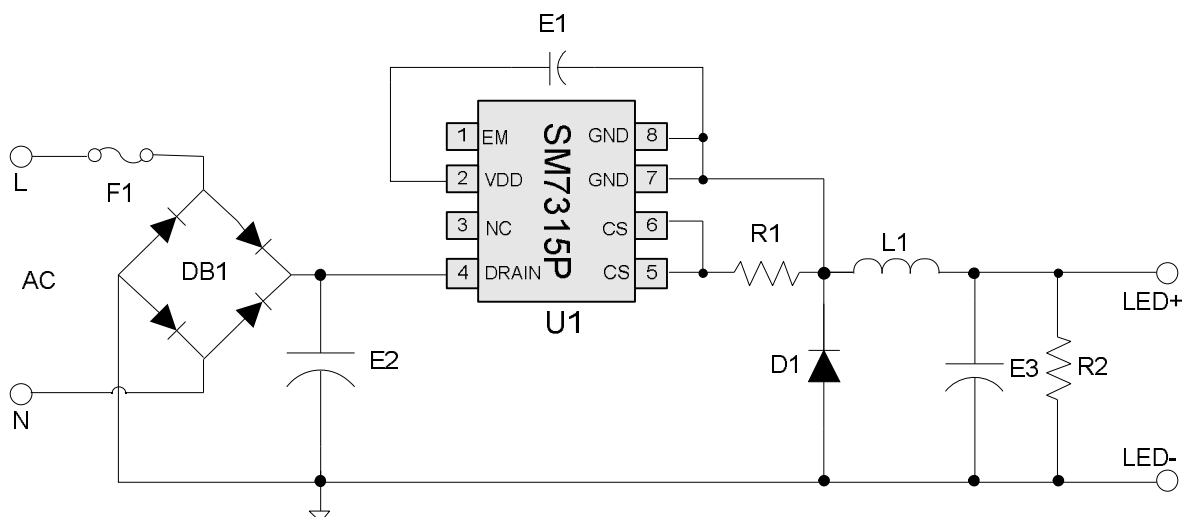 E1
1 EM
2 VDD
3 NC
4 DRAIN
SM7315P
GND 8
GND 7
CS 6
CS 5
U1
L
F1
AC
DB1
N
E2
R1
L1
D1
E3
R2
LED+
LED-